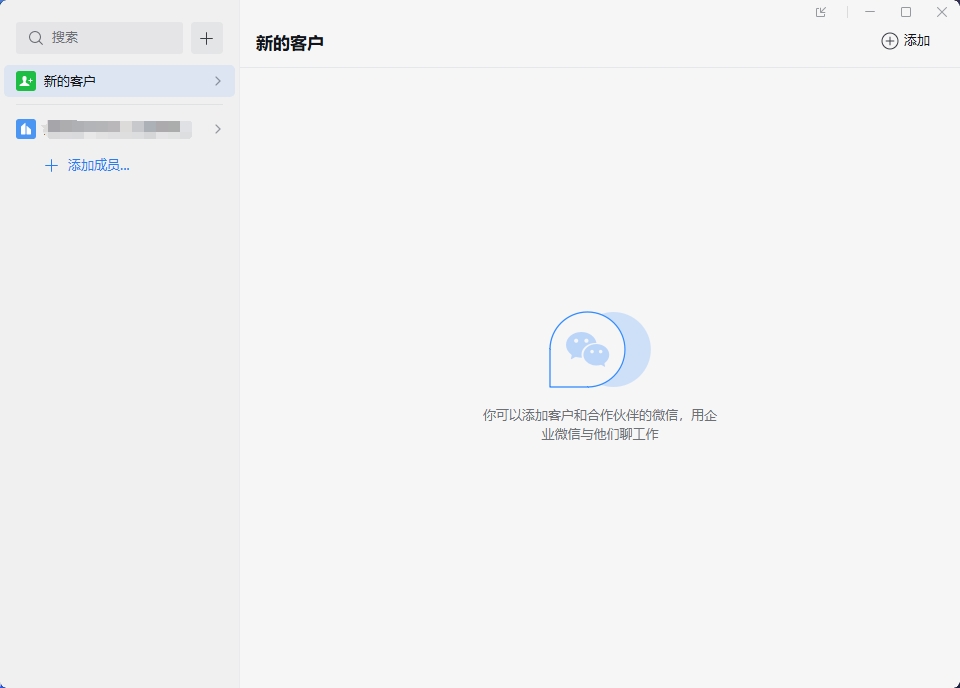 搜索
新的客户
添加成员...
新的客户
添加
你可以添加客户和合作伙伴的微信，用企
业微信与他们聊工作